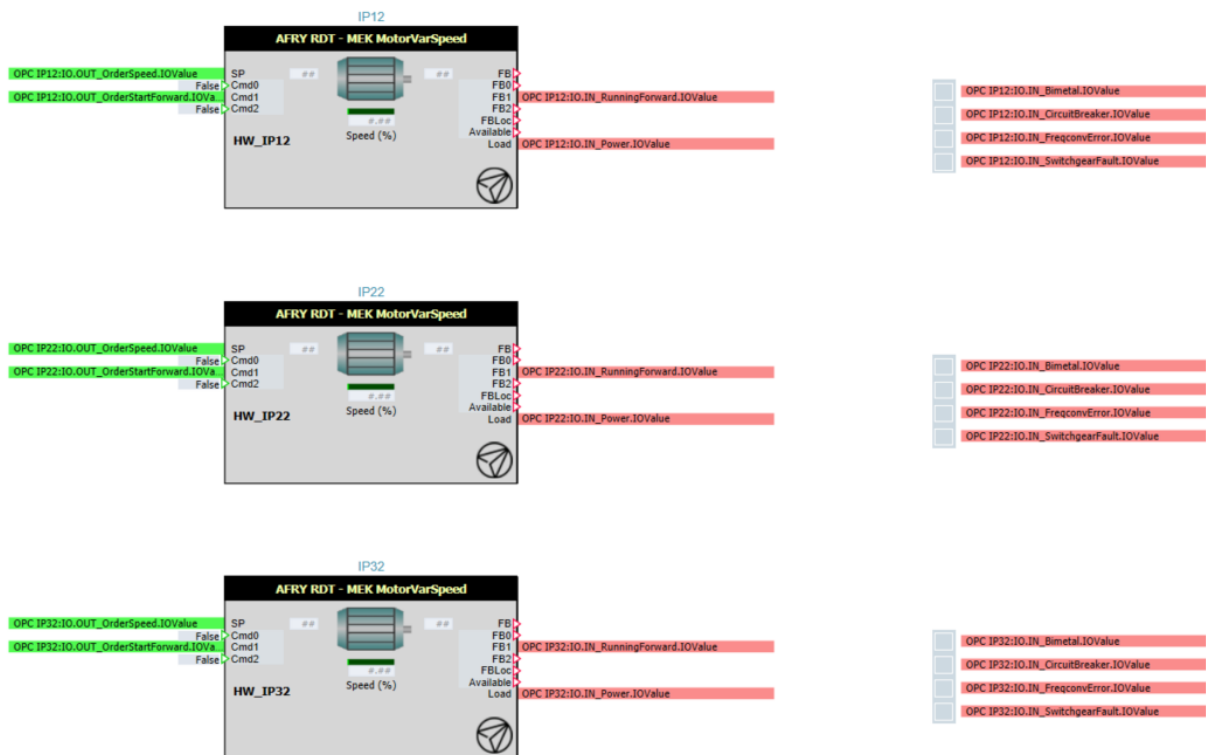 IP12
AFRY RDT - MEK MotorVarSpeed
OPC IP12:IO.OUT_OrderSpeed.IOValue SP ## ## FB
False Cmd0 FB0
OPC IP12:IO.OUT_OrderStartForward.IOVa... Cmd1 FB1 OPC IP12:IO.IN_RunningForward.IOValue
False Cmd2 #.## FB2
FBLoc
Speed (%) Available
HW_IP12 Load OPC IP12:IO.IN_Power.IOValue
OPC IP12:IO.IN_Bimetal.IOValue
OPC IP12:IO.IN_CircuitBreaker.IOValue
OPC IP12:IO.IN_FreqconvError.IOValue
OPC IP12:IO.IN_SwitchgearFault.IOValue
IP22
AFRY RDT - MEK MotorVarSpeed
OPC IP22:IO.OUT_OrderSpeed.IOValue SP ## ## FB
False Cmd0 FB0
OPC IP22:IO.OUT_OrderStartForward.IOVa... Cmd1 FB1 OPC IP22:IO.IN_RunningForward.IOValue
False Cmd2 FB2
#.## FBLoc
Speed (%) Available
HW_IP22 Load OPC IP22:IO.IN_Power.IOValue
OPC IP22:IO.IN_Bimetal.IOValue
OPC IP22:IO.IN_CircuitBreaker.IOValue
OPC IP22:IO.IN_FreqconvError.IOValue
OPC IP22:IO.IN_SwitchgearFault.IOValue
IP32
AFRY RDT - MEK MotorVarSpeed
OPC IP32:IO.OUT_OrderSpeed.IOValue SP ## ## FB
False Cmd0 FB0
OPC IP32:IO.OUT_OrderStartForward.IOVa... Cmd1 FB1 OPC IP32:IO.IN_RunningForward.IOValue
False Cmd2 FB2
#.## FBLoc
Speed (%) Available
HW_IP32 Load OPC IP32:IO.IN_Power.IOValue
OPC IP32:IO.IN_Bimetal.IOValue
OPC IP32:IO.IN_CircuitBreaker.IOValue
OPC IP32:IO.IN_FreqconvError.IOValue
OPC IP32:IO.IN_SwitchgearFault.IOValue